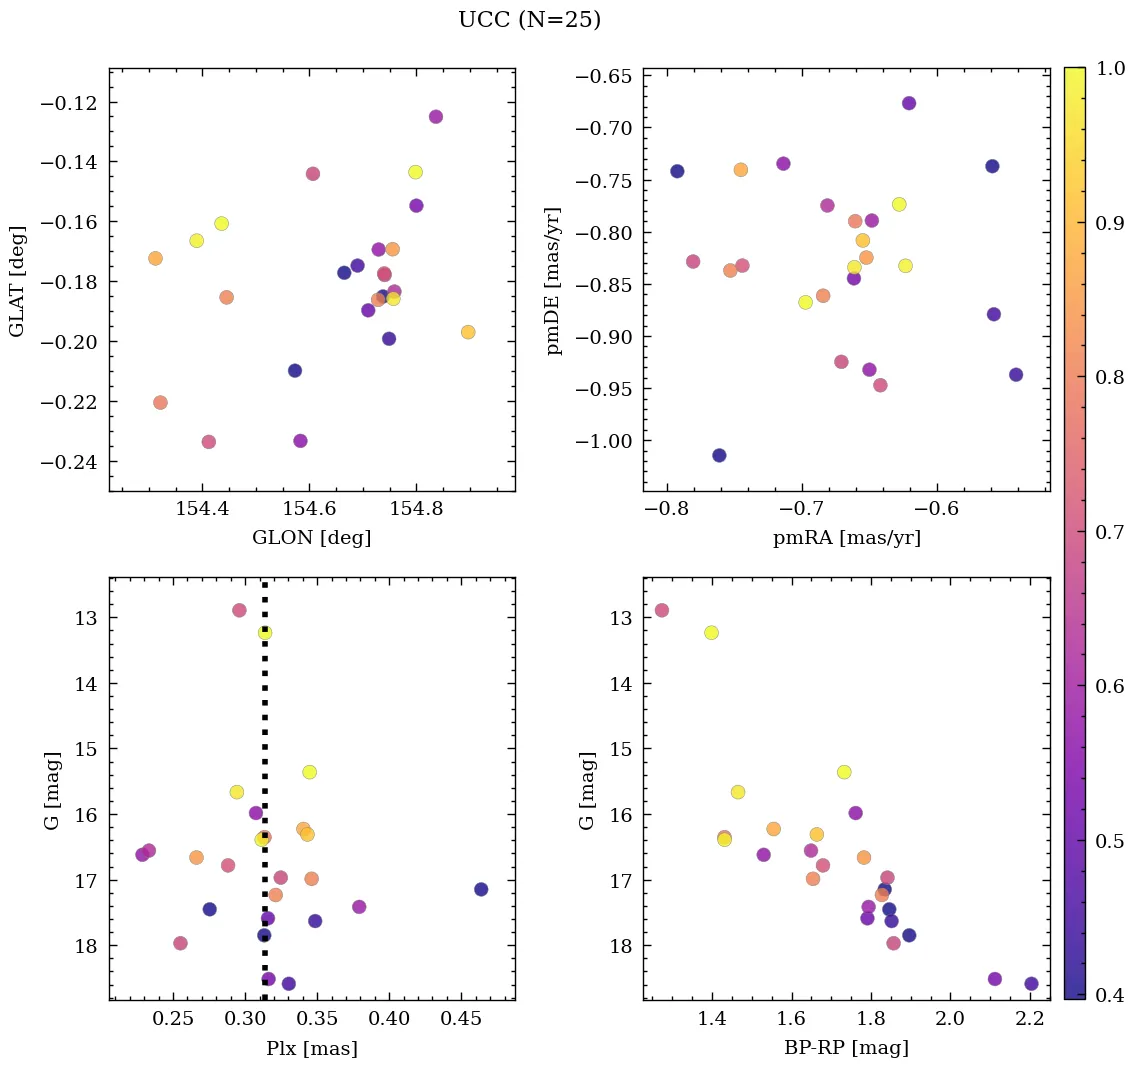 UCC (N=25)
−0.12
−0.14
−0.16
−0.18
−0.20
−0.22
−0.24
GLAT [deg]
154.4 154.6 154.8
GLON [deg]
−0.65
−0.70
−0.75
−0.80
−0.85
−0.90
−0.95
−1.00
pmDE [mas/yr]
−0.8 −0.7 −0.6
pmRA [mas/yr]
1.0
0.9
0.8
0.7
0.6
0.5
0.4
13
14
15
16
17
18
G [mag]
0.25 0.30 0.35 0.40 0.45
Plx [mas]
13
14
15
16
17
18
G [mag]
1.4 1.6 1.8 2.0 2.2
BP-RP [mag]